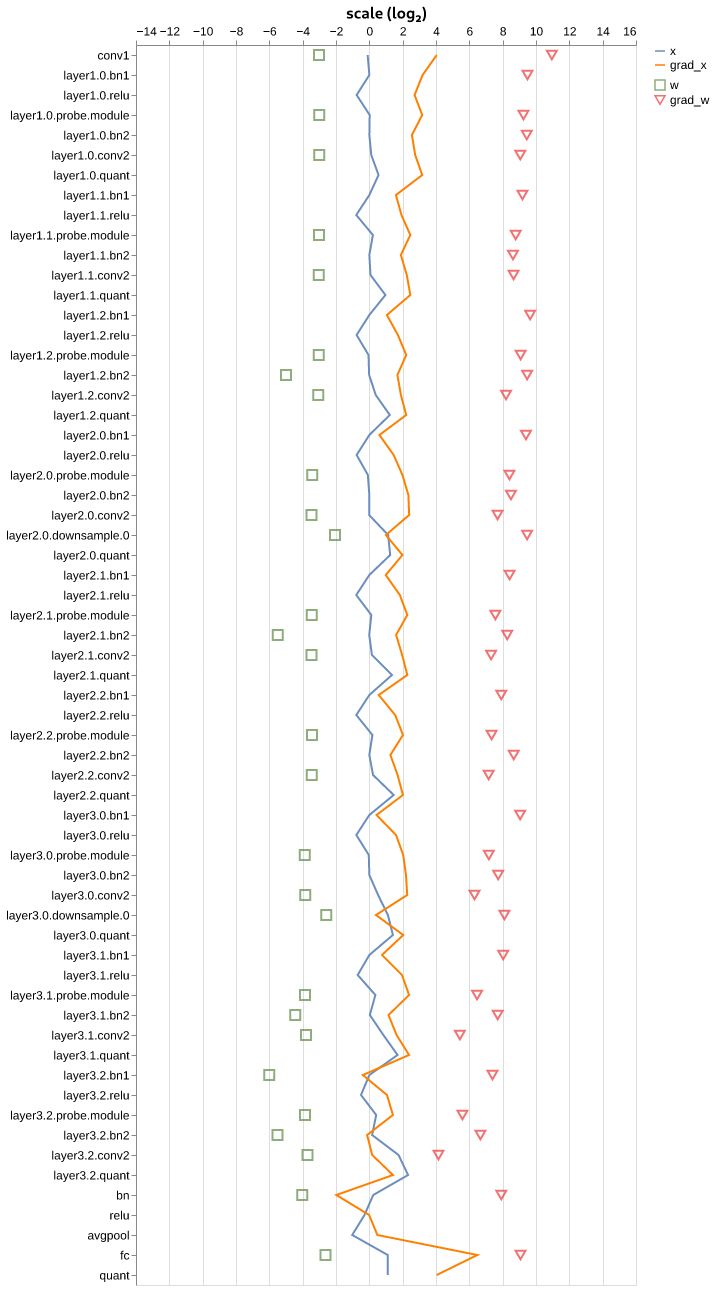 scale (log₂)
−14 −12 −10 −8 −6 −4 −2 0 2 4 6 8 10 12 14 16
x
grad_x
w
grad_w
conv1
layer1.0.bn1
layer1.0.relu
layer1.0.probe.module
layer1.0.bn2
layer1.0.conv2
layer1.0.quant
layer1.1.bn1
layer1.1.relu
layer1.1.probe.module
layer1.1.bn2
layer1.1.conv2
layer1.1.quant
layer1.2.bn1
layer1.2.relu
layer1.2.probe.module
layer1.2.bn2
layer1.2.conv2
layer1.2.quant
layer2.0.bn1
layer2.0.relu
layer2.0.probe.module
layer2.0.bn2
layer2.0.conv2
layer2.0.downsample.0
layer2.0.quant
layer2.1.bn1
layer2.1.relu
layer2.1.probe.module
layer2.1.bn2
layer2.1.conv2
layer2.1.quant
layer2.2.bn1
layer2.2.relu
layer2.2.probe.module
layer2.2.bn2
layer2.2.conv2
layer2.2.quant
layer3.0.bn1
layer3.0.relu
layer3.0.probe.module
layer3.0.bn2
layer3.0.conv2
layer3.0.downsample.0
layer3.0.quant
layer3.1.bn1
layer3.1.relu
layer3.1.probe.module
layer3.1.bn2
layer3.1.conv2
layer3.1.quant
layer3.2.bn1
layer3.2.relu
layer3.2.probe.module
layer3.2.bn2
layer3.2.conv2
layer3.2.quant
bn
relu
avgpool
fc
quant